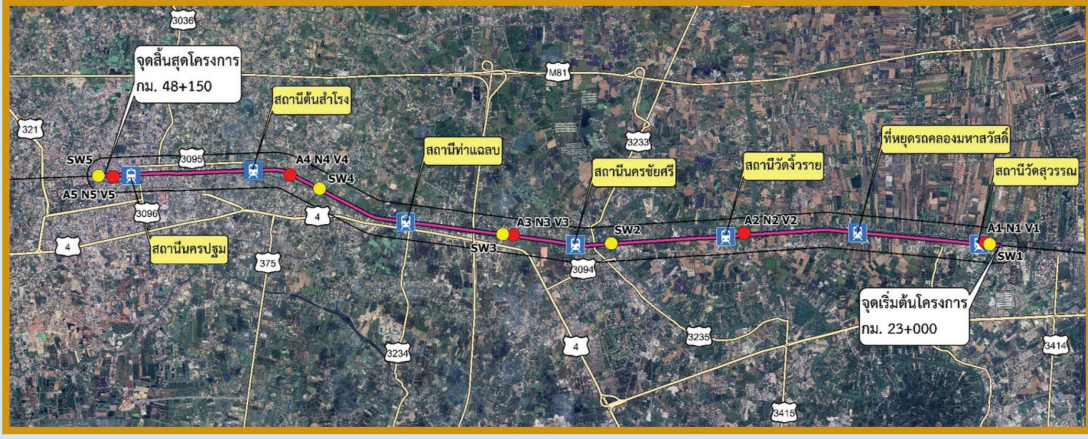 3036
จุดสิ้นสุดโครงการ
กม. 48+150
M81
สถานีต้นสำโรง
321
3233
ที่หยุดรถคลองมหาสวัสดิ์
สถานีท่าแฉลบ
สถานีวัดงิ้วราย
SW5
3095
A4 N4 V4
สถานีนครชัยศรี
สถานีวัดสุวรรณ
SW4
A5 N5 V5
3096
4
A3 N3 V3
A2 N2 V2
A1 N1 V1
4
สถานีนครปฐม
375
SW3
SW2
SW1
3094
จุดเริ่มต้นโครงการ
กม. 23+000
3234
4
3235
3414
3415